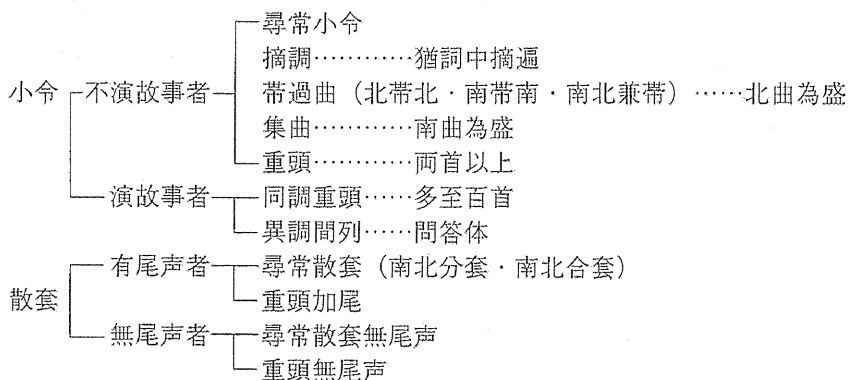 尋常小令
摘調…………猶詞中摘遍
小令 不演故事者 帯過曲（北帯北・南帯南・南北兼帯）……北曲為盛
集曲…………南曲為盛
重頭…………両首以上
演故事者 同調重頭……多至百首
異調間列……問答体
有尾声者 尋常散套（南北分套・南北合套）
散套 重頭加尾
無尾声者 尋常散套無尾声
重頭無尾声